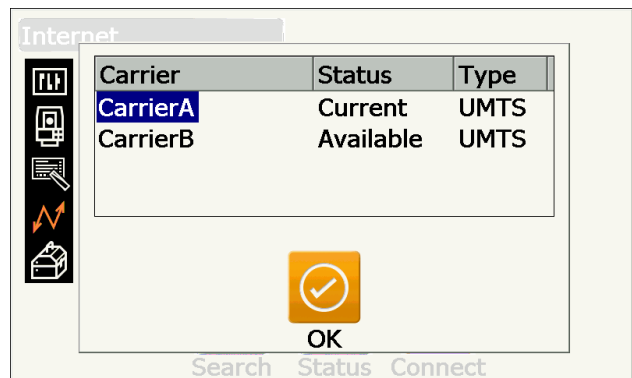 Internet
Carrier Status Type
CarrierA Current UMTS
CarrierB Available UMTS
OK
Search Status Connect